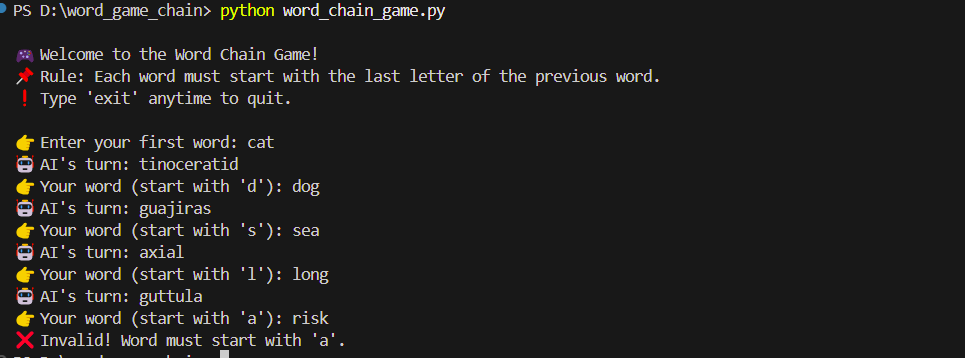 PS D:\word_game_chain> python word_chain_game.py
🎮 Welcome to the Word Chain Game!
📌 Rule: Each word must start with the last letter of the previous word.
❗ Type 'exit' anytime to quit.
👉 Enter your first word: cat
🤖 AI's turn: tinoceratid
👉 Your word (start with 'd'): dog
🤖 AI's turn: guajiras
👉 Your word (start with 's'): sea
🤖 AI's turn: axial
👉 Your word (start with 'l'): long
🤖 AI's turn: guttula
👉 Your word (start with 'a'): risk
❌ Invalid! Word must start with 'a'.